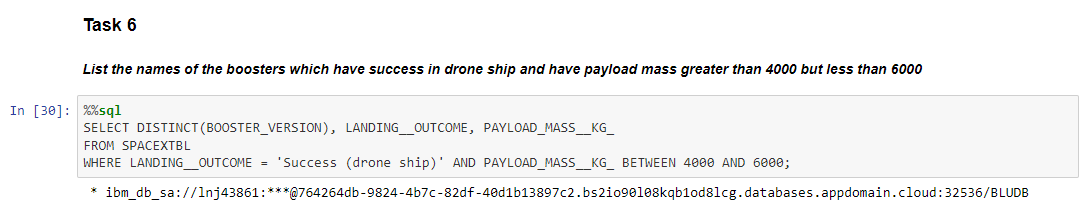 Task 6
List the names of the boosters which have success in drone ship and have payload mass greater than 4000 but less than 6000
In [30]: %%sql
SELECT DISTINCT(BOOSTER_VERSION), LANDING__OUTCOME, PAYLOAD_MASS__KG_
FROM SPACEXTBL
WHERE LANDING__OUTCOME = 'Success (drone ship)' AND PAYLOAD_MASS__KG_ BETWEEN 4000 AND 6000;
* ibm_db_sa://lnj43861:***@764264db-9824-4b7c-82df-40d1b13897c2.bs2io90l08kqb1od8lcg.databases.appdomain.cloud:32536/BLUDB